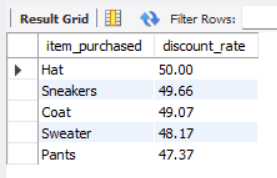 Result Grid Filter Rows:
item_purchased discount_rate
Hat 50.00
Sneakers 49.66
Coat 49.07
Sweater 48.17
Pants 47.37